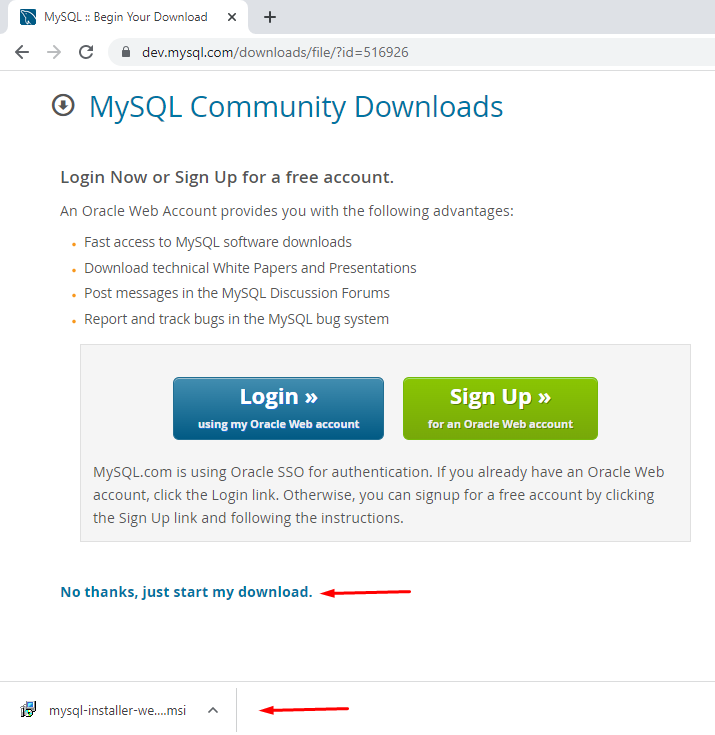 MySQL :: Begin Your Download
dev.mysql.com/downloads/file/?id=516926
MySQL Community Downloads
Login Now or Sign Up for a free account.
An Oracle Web Account provides you with the following advantages:
Fast access to MySQL software downloads
Download technical White Papers and Presentations
Post messages in the MySQL Discussion Forums
Report and track bugs in the MySQL bug system
Login »
using my Oracle Web account
Sign Up »
for an Oracle Web account
MySQL.com is using Oracle SSO for authentication. If you already have an Oracle Web
account, click the Login link. Otherwise, you can signup for a free account by clicking
the Sign Up link and following the instructions.
No thanks, just start my download.
mysql-installer-we....msi